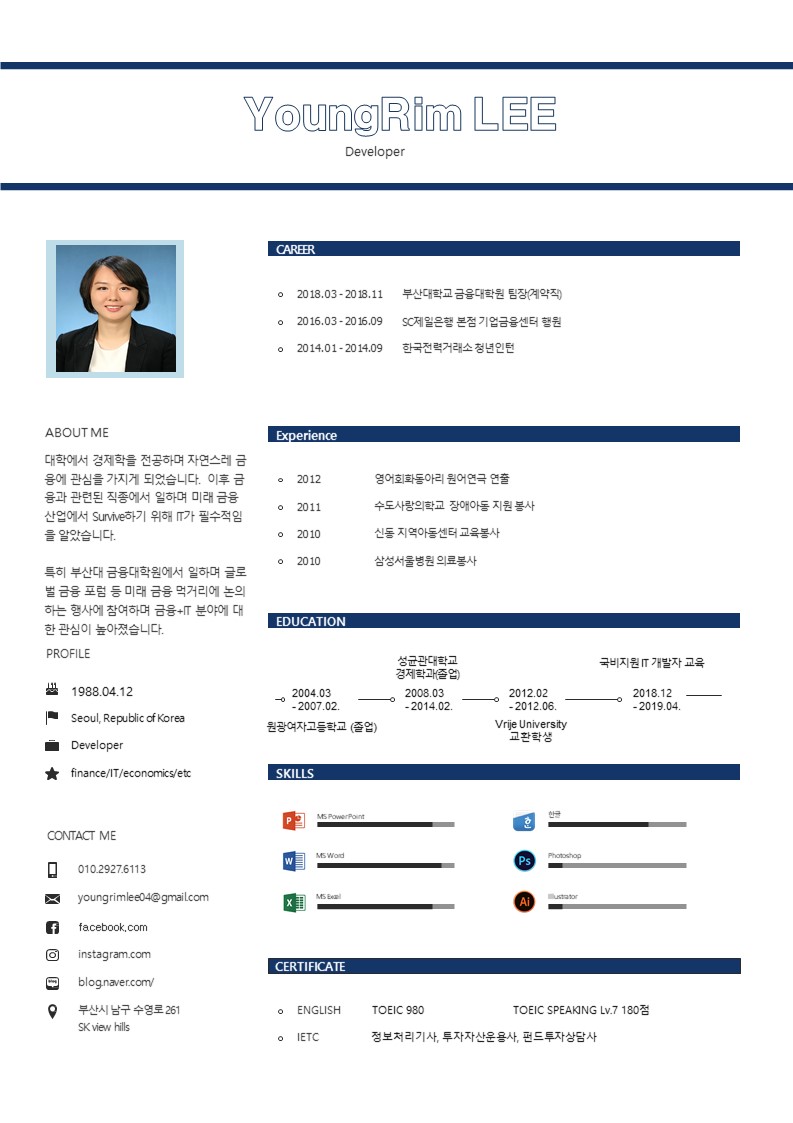 YoungRim LEE
Developer
CAREER
2018.03 - 2018.11 부산대학교 금융대학원 팀장(계약직)
2016.03 - 2016.09 SC제일은행 본점 기업금융센터 행원
2014.01 - 2014.09 한국전력거래소 청년인턴
ABOUT ME
대학에서 경제학을 전공하며 자연스레 금
융에 관심을 가지게 되었습니다. 이후 금
융과 관련된 직종에서 일하며 미래 금융
산업에서 Survive하기 위해 IT가 필수적임
을 알았습니다.
특히 부산대 금융대학원에서 일하며 글로
벌 금융 포럼 등 미래 금융 먹거리에 논의
하는 행사에 참여하며 금융+IT 분야에 대
한 관심이 높아졌습니다.
PROFILE
1988.04.12
Seoul, Republic of Korea
Developer
finance/IT/economics/etc
CONTACT ME
010.2927.6113
youngrimlee04@gmail.com
facebook.com
instagram.com
blog
blog.naver.com/
부산시 남구 수영로 261
SK view hills
Experience
2012 영어회화동아리 원어연극 연출
2011 수도사랑의학교 장애아동 지원 봉사
2010 신동 지역아동센터 교육봉사
2010 삼성서울병원 의료봉사
EDUCATION
성균관대학교
경제학과(졸업)
국비지원 IT 개발자 교육
2004.03
- 2007.02.
2008.03
- 2014.02.
2012.02
- 2012.06.
2018.12
- 2019.04.
원광여자고등학교 (졸업)
Vrije University
교환학생
SKILLS
P MS PowerPoint
한글
W MS Word
Ps Photoshop
X MS Exel
Ai Illustrator
CERTIFICATE
ENGLISH TOEIC 980 TOEIC SPEAKING Lv.7 180점
IETC 정보처리기사, 투자자산운용사, 펀드투자상담사